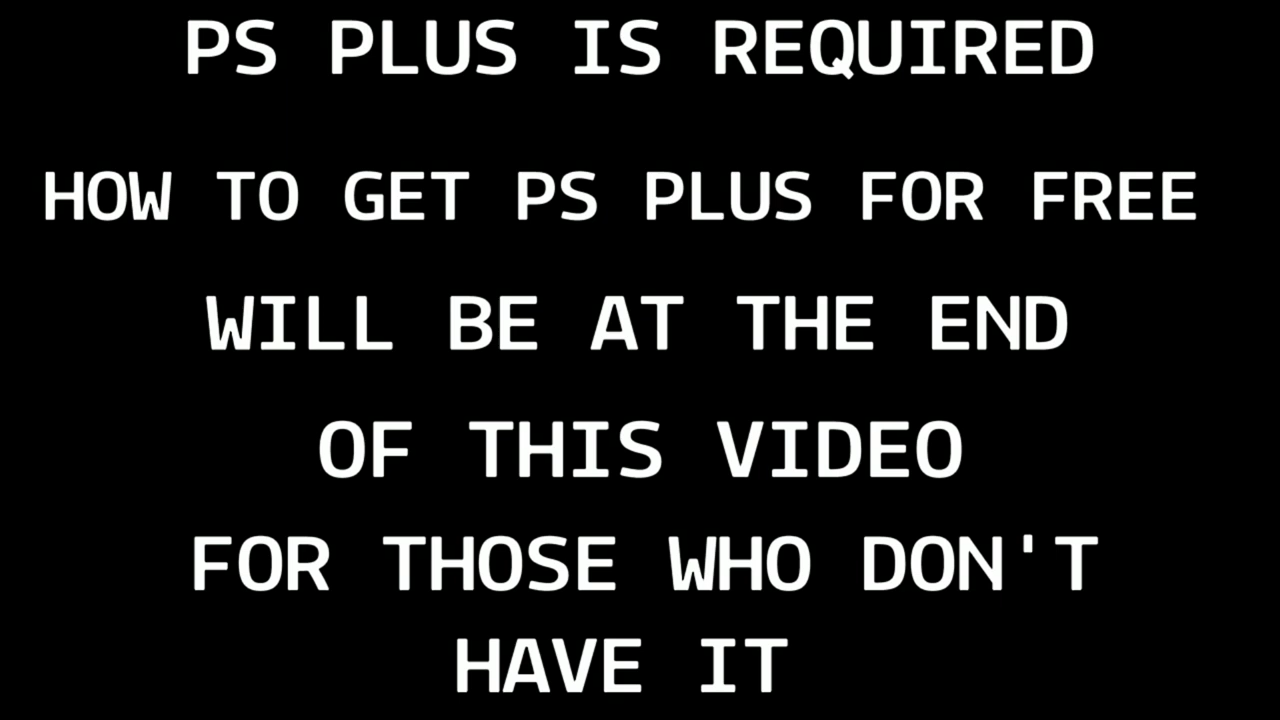 PS PLUS IS REQUIRED
HOW TO GET PS PLUS FOR FREE
WILL BE AT THE END
OF THIS VIDEO
FOR THOSE WHO DON'T
HAVE IT